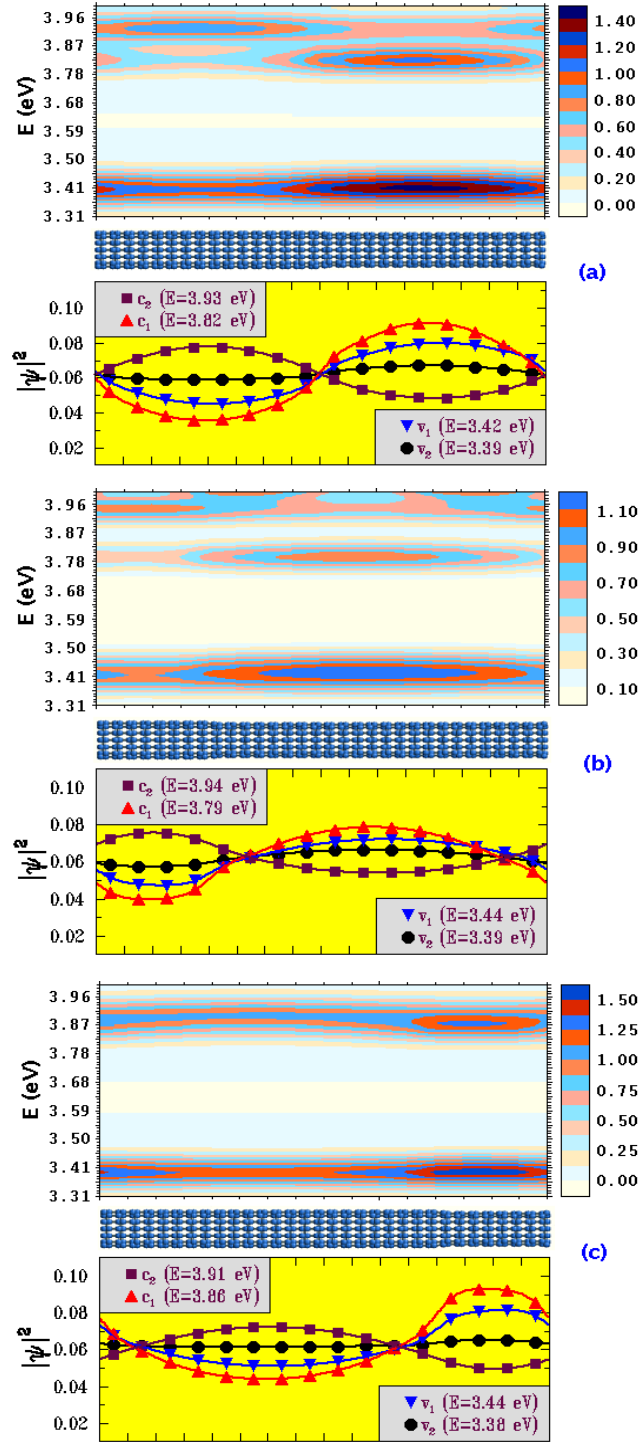 3.96
3.87
3.78
3.68
3.59
3.50
3.41
3.31
E (eV)
1.40
1.20
1.00
0.80
0.60
0.40
0.20
0.00
(a)
0.10
0.08
0.06
0.04
0.02
|ψ|²
c₂ (E=3.93 eV)
c₁ (E=3.82 eV)
v₁ (E=3.42 eV)
v₂ (E=3.39 eV)
3.96
3.87
3.78
3.68
3.59
3.50
3.41
3.31
E (eV)
1.10
0.90
0.70
0.50
0.30
0.10
(b)
0.10
0.08
0.06
0.04
0.02
|ψ|²
c₂ (E=3.94 eV)
c₁ (E=3.79 eV)
v₁ (E=3.44 eV)
v₂ (E=3.39 eV)
3.96
3.87
3.78
3.68
3.59
3.50
3.41
3.31
E (eV)
1.50
1.25
1.00
0.75
0.50
0.25
0.00
(c)
0.10
0.08
0.06
0.04
0.02
|ψ|²
c₂ (E=3.91 eV)
c₁ (E=3.86 eV)
v₁ (E=3.44 eV)
v₂ (E=3.38 eV)